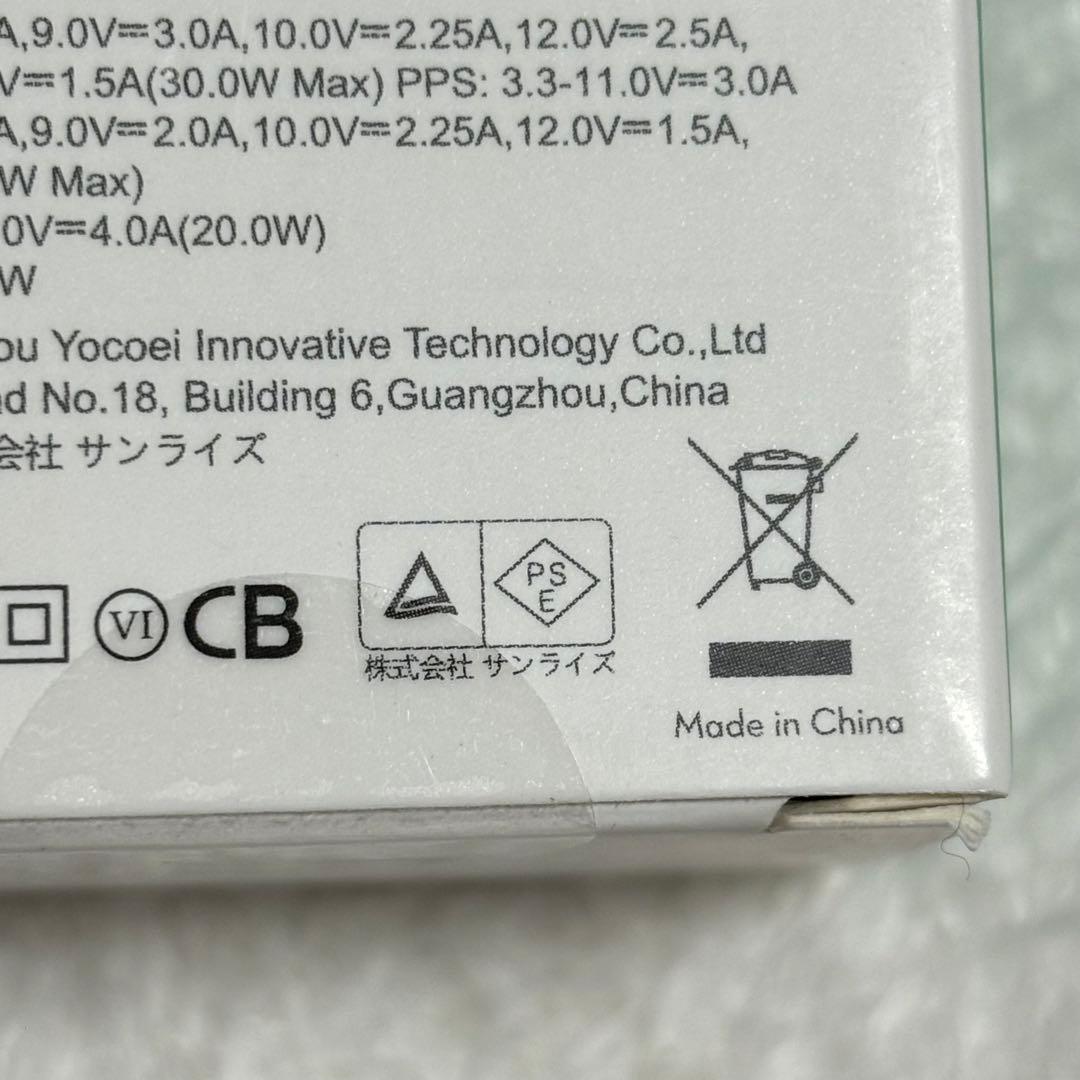 A,9.0V⎓3.0A,10.0V⎓2.25A,12.0V⎓2.5A,
V⎓1.5A(30.0W Max) PPS: 3.3-11.0V⎓3.0A
A,9.0V⎓2.0A,10.0V⎓2.25A,12.0V⎓1.5A,
W Max)
0V⎓4.0A(20.0W)
W
ou Yocoei Innovative Technology Co.,Ltd
d No.18, Building 6,Guangzhou,China
会社 サンライズ
VI CB
PS
E
株式会社 サンライズ
Made in China